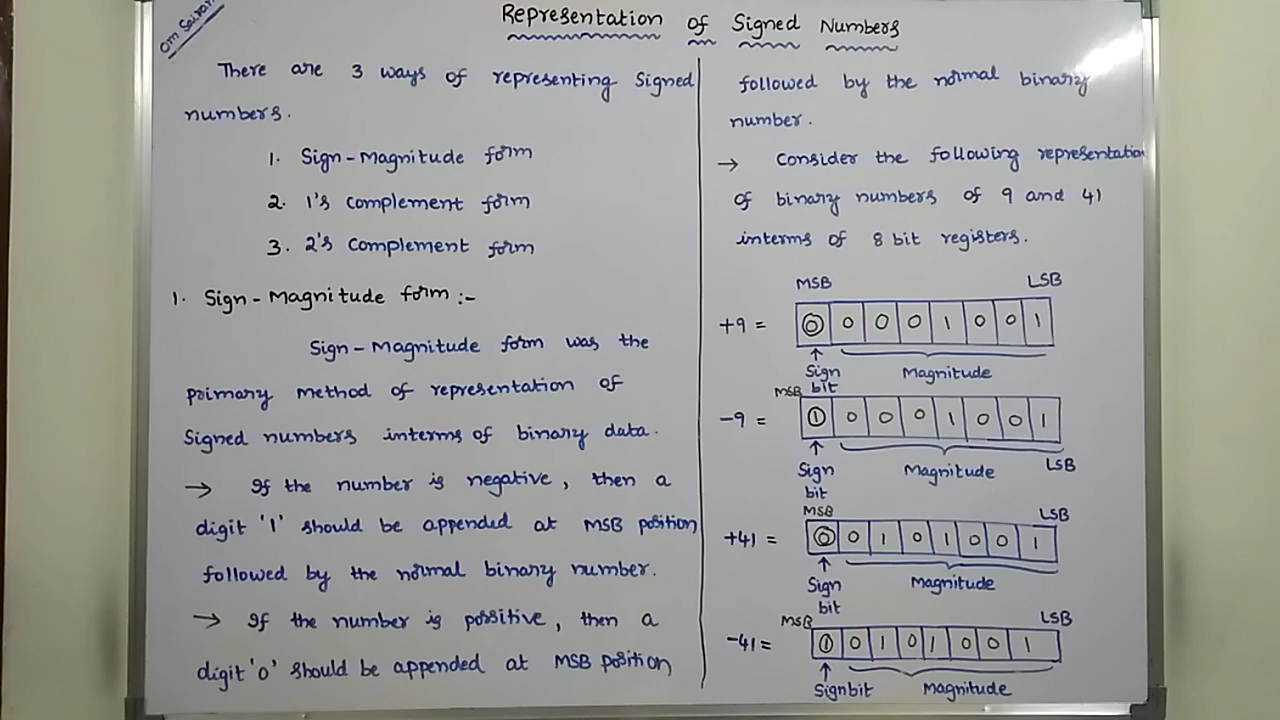 Om Sairam
Representation of Signed Numbers
There are 3 ways of representing Signed
numbers.
1. Sign-Magnitude form
2. 1's complement form
3. 2's complement form
1. Sign-Magnitude form :-
Sign-Magnitude form was the
primary method of representation of
Signed numbers interms of binary data.
→ If the number is negative, then a
digit '1' should be appended at MSB position
followed by the normal binary number.
→ If the number is positive, then a
digit '0' should be appended at MSB position
followed by the normal binary
number.
→ Consider the following representation
of binary numbers of 9 and 41
interms of 8 bit registers.
MSB LSB
+9 = 0 0 0 0 1 0 0 1
Sign Magnitude
bit
MSB
-9 = 1 0 0 0 1 0 0 1
Sign Magnitude LSB
bit
MSB LSB
+41 = 0 0 1 0 1 0 0 1
Sign Magnitude
bit
MSB LSB
-41 = 1 0 1 0 1 0 0 1
Signbit Magnitude